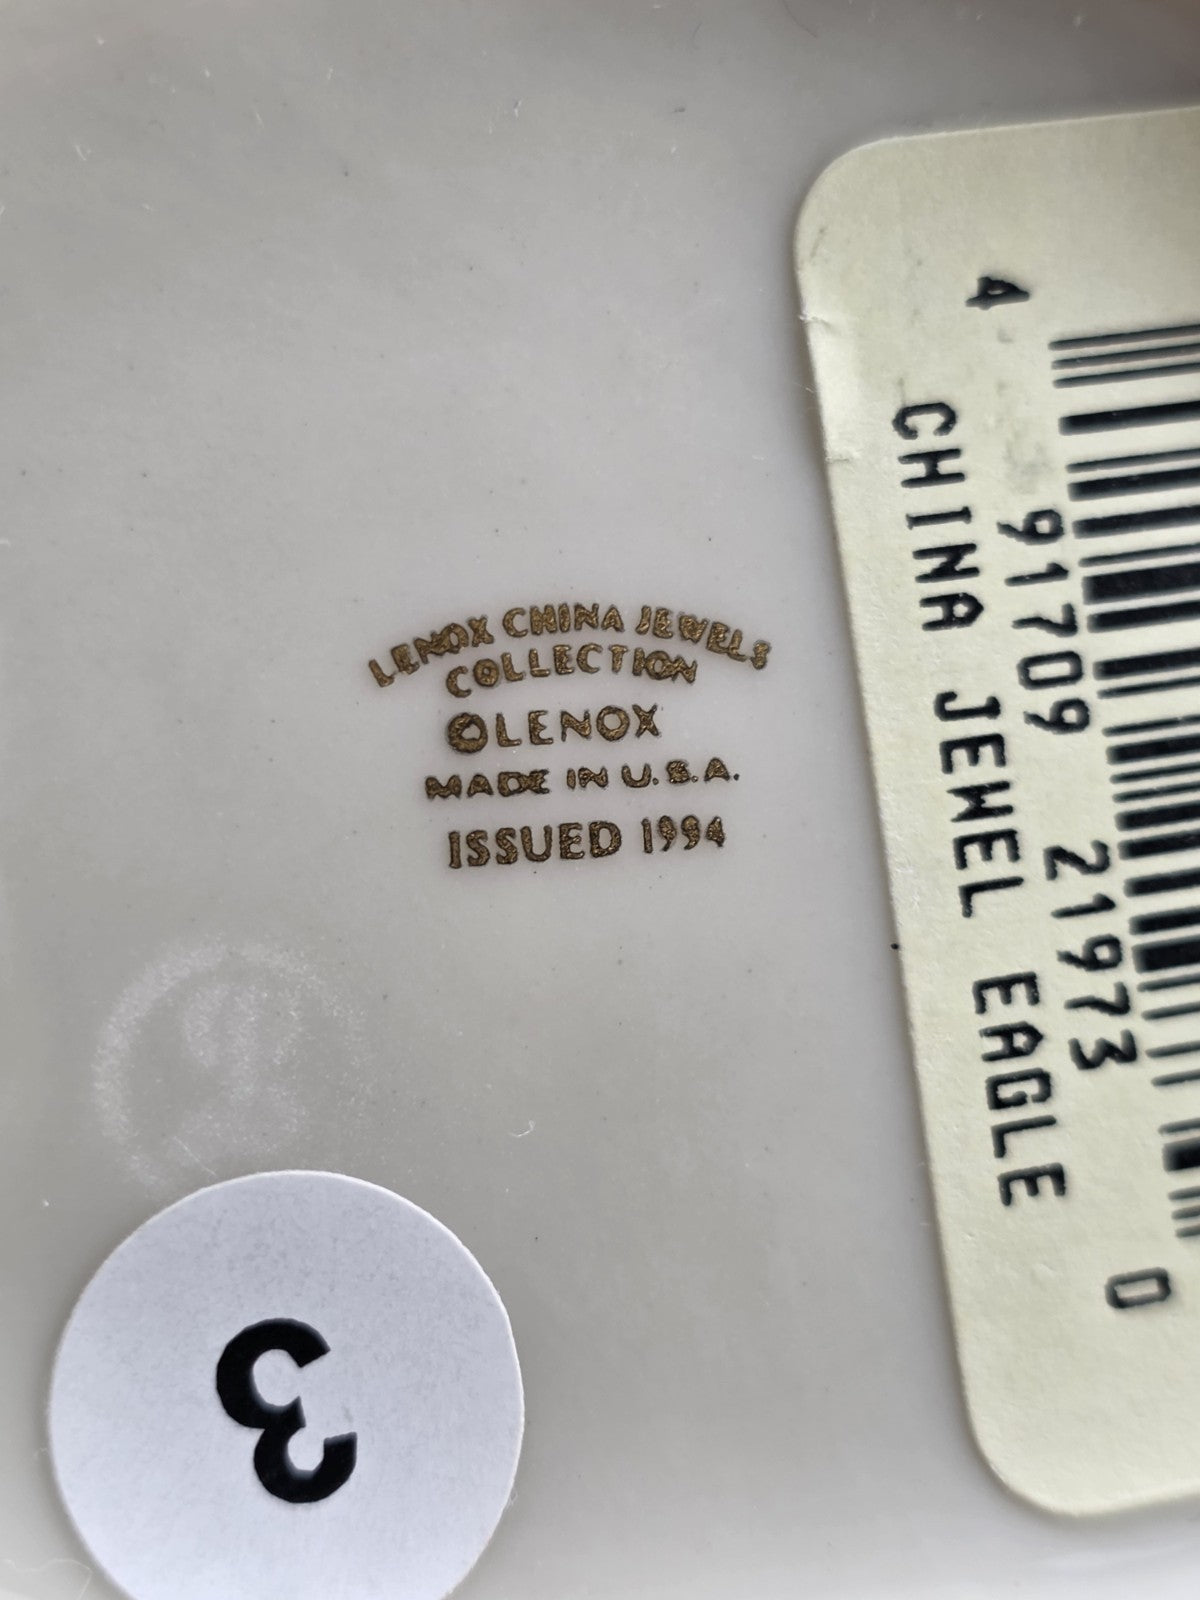 LENOX CHINA JEWELS
COLLECTION
©LENOX
MADE IN U.S.A.
ISSUED 1994
4 91709 21973 0
CHINA JEWEL EAGLE
3